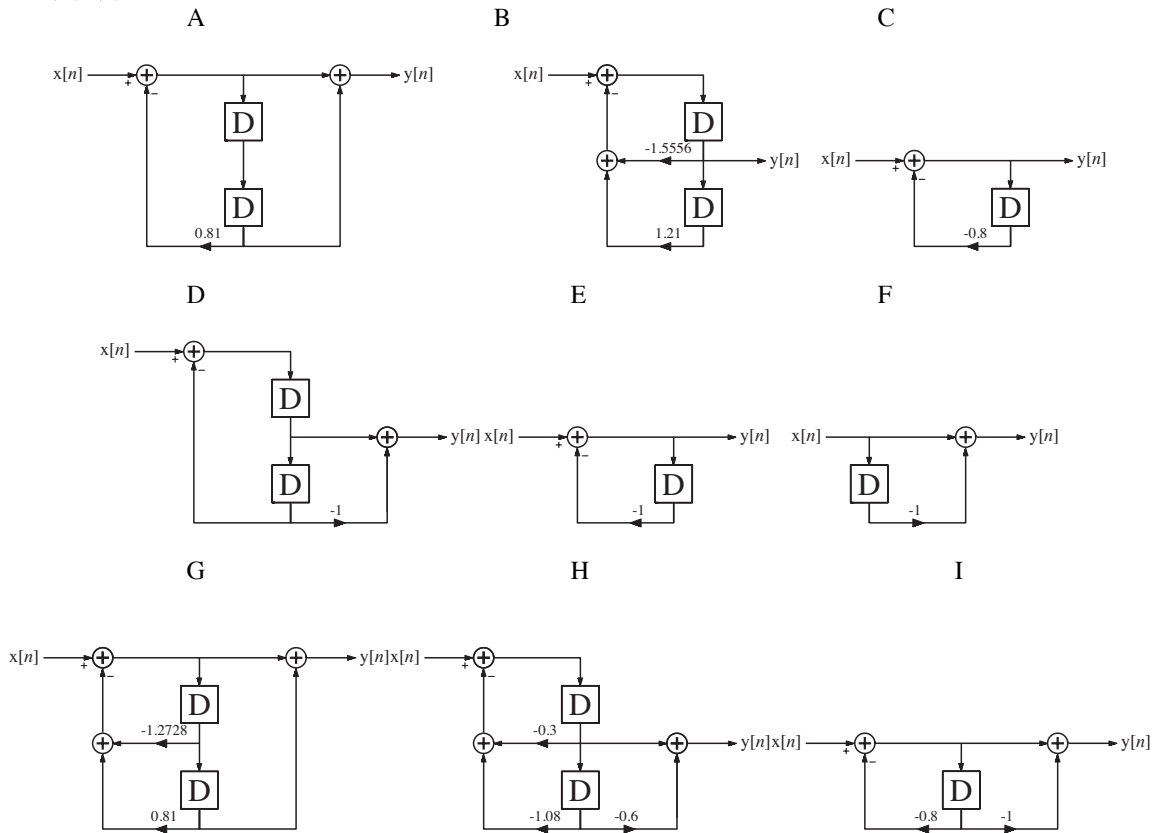 A B C
x[n] + − D D 0.81 y[n]
x[n] + − D -1.5556 y[n] D 1.21
x[n] + − D -0.8 y[n]
D E F
x[n] + − D D -1 y[n]
x[n] + − D -1 y[n]
x[n] D -1 y[n]
G H I
x[n] + − D -1.2728 D 0.81 y[n]
x[n] + − D -0.3 D -1.08 -0.6 y[n]
x[n] + − D -0.8 -1 y[n]